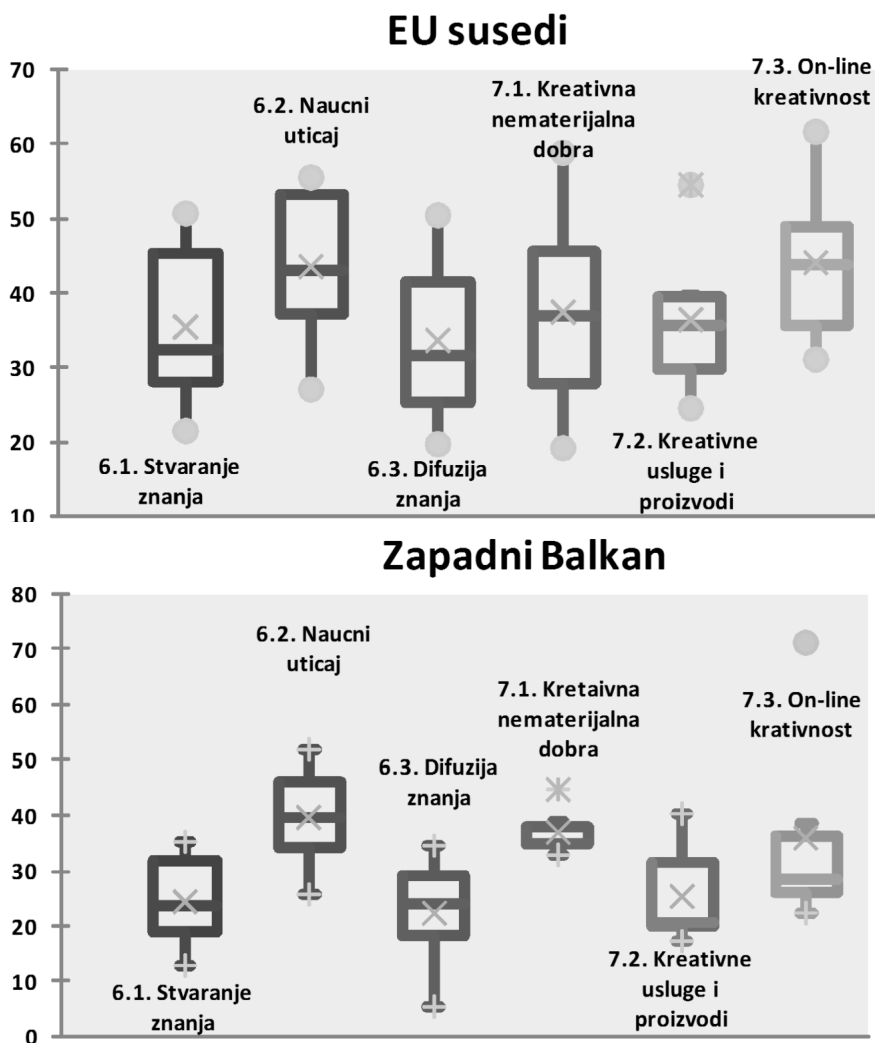 EU susedi
70
60
50
40
30
20
10
6.1. Stvaranje
znanja
6.2. Naucni
uticaj
6.3. Difuzija
znanja
7.1. Kreativna
nematerijalna
dobra
7.2. Kreativne
usluge i
proizvodi
7.3. On-line
kreativnost
Zapadni Balkan
80
70
60
50
40
30
20
10
0
6.1. Stvaranje
znanja
6.2. Naucni
uticaj
6.3. Difuzija
znanja
7.1. Kretaivna
nematerijalna
dobra
7.2. Kreativne
usluge i
proizvodi
7.3. On-line
krativnost